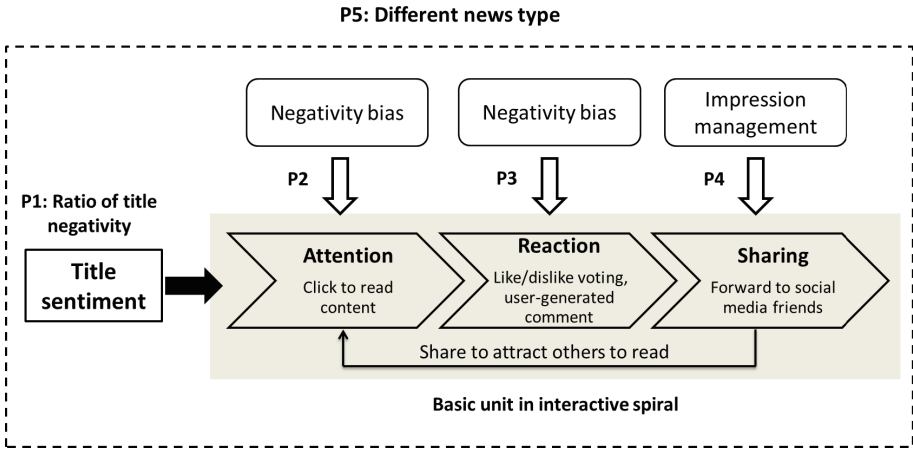 P5: Different news type
Negativity bias
Negativity bias
Impression
management
P2
P3
P4
P1: Ratio of title
negativity
Title
sentiment
Attention
Click to read
content
Reaction
Like/dislike voting,
user-generated
comment
Sharing
Forward to social
media friends
Share to attract others to read
Basic unit in interactive spiral